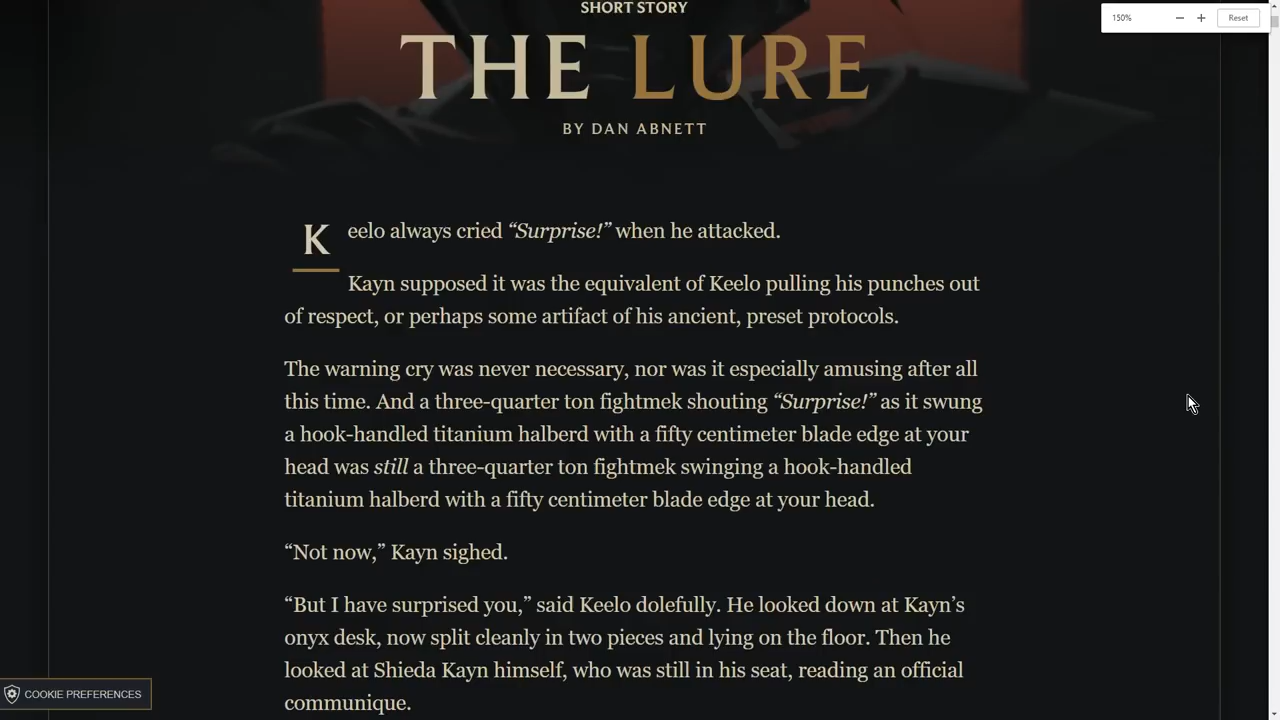 SHORT STORY
150%
Reset
THE LURE
BY DAN ABNETT
Keelo always cried “Surprise!” when he attacked.
Kayn supposed it was the equivalent of Keelo pulling his punches out
of respect, or perhaps some artifact of his ancient, preset protocols.
The warning cry was never necessary, nor was it especially amusing after all
this time. And a three-quarter ton fightmek shouting “Surprise!” as it swung
a hook-handled titanium halberd with a fifty centimeter blade edge at your
head was still a three-quarter ton fightmek swinging a hook-handled
titanium halberd with a fifty centimeter blade edge at your head.
“Not now,” Kayn sighed.
“But I have surprised you,” said Keelo dolefully. He looked down at Kayn’s
onyx desk, now split cleanly in two pieces and lying on the floor. Then he
looked at Shieda Kayn himself, who was still in his seat, reading an official
communique.
COOKIE PREFERENCES